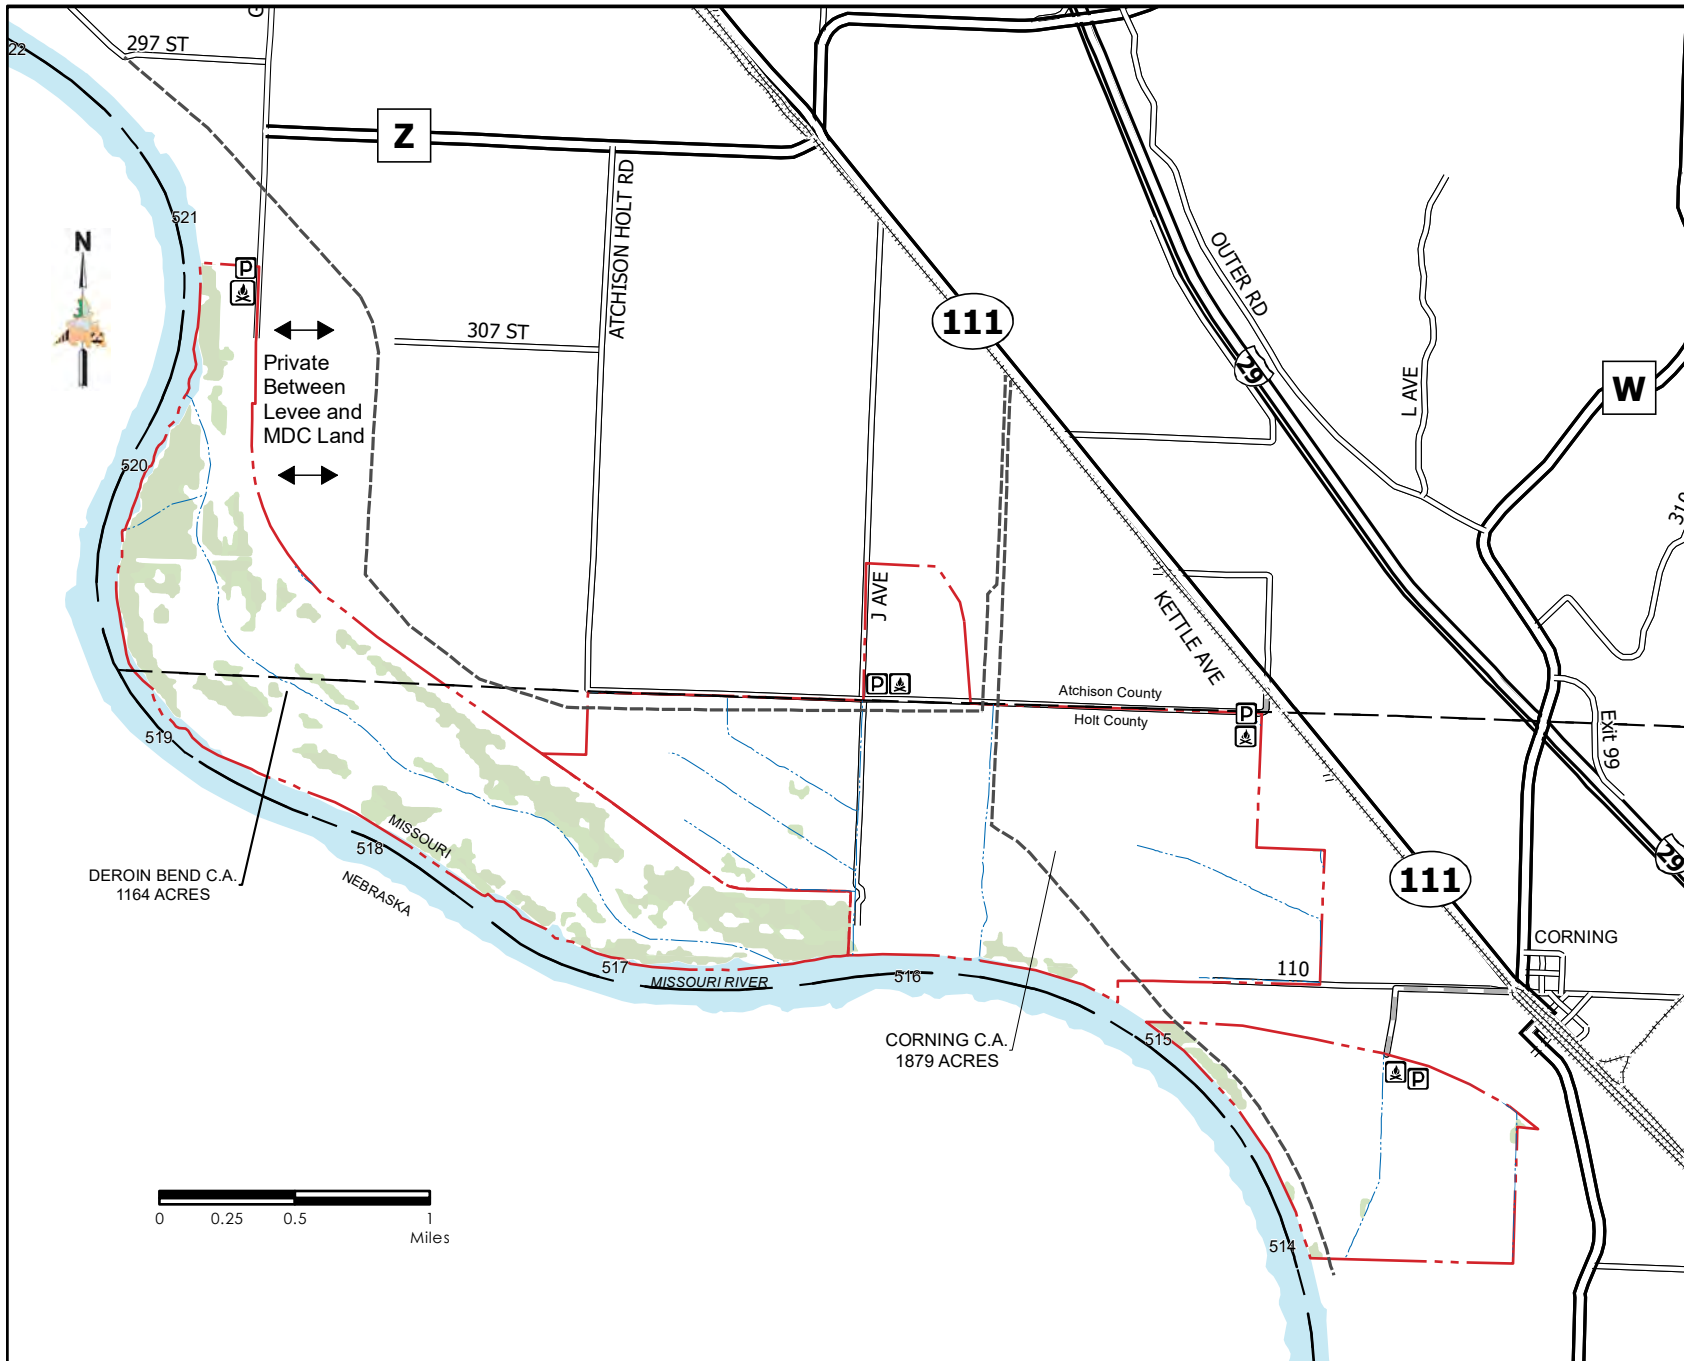 297 ST
22
Z
ATCHISON HOLT RD
521
N
P
307 ST
Private
Between
Levee and
MDC Land
111
OUTER RD
29
L AVE
W
310
520
J AVE
KETTLE AVE
P
Atchison County
Holt County
P
Exit 99
519
518
MISSOURI
NEBRASKA
DEROIN BEND C.A.
1164 ACRES
29
111
CORNING
517
MISSOURI RIVER
516
110
515
CORNING C.A.
1879 ACRES
P
514
0 0.25 0.5 1
Miles